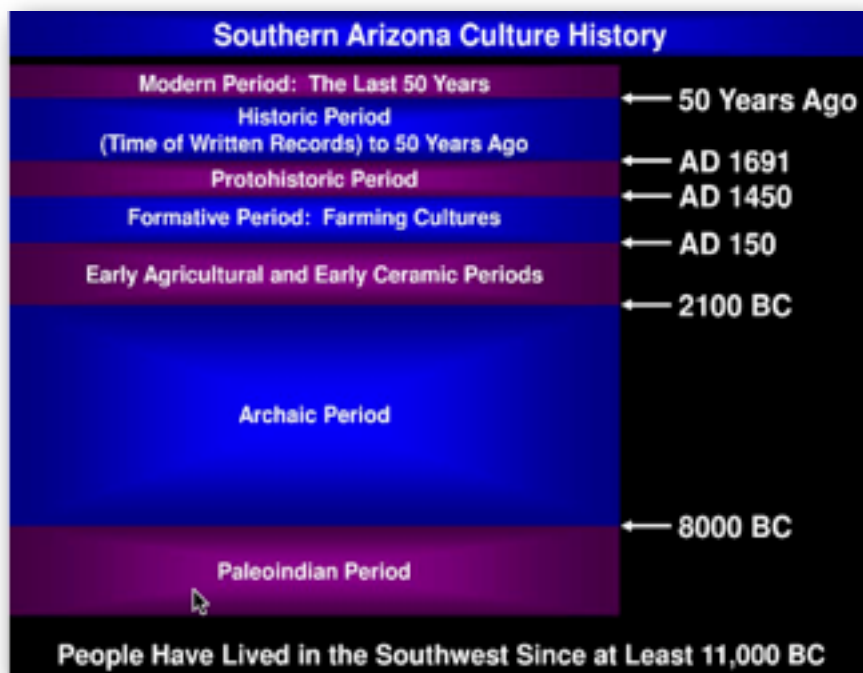 Southern Arizona Culture History
Modern Period: The Last 50 Years
50 Years Ago
Historic Period
(Time of Written Records) to 50 Years Ago
AD 1691
Protohistoric Period
AD 1450
Formative Period: Farming Cultures
AD 150
Early Agricultural and Early Ceramic Periods
2100 BC
Archaic Period
8000 BC
Paleoindian Period
People Have Lived in the Southwest Since at Least 11,000 BC